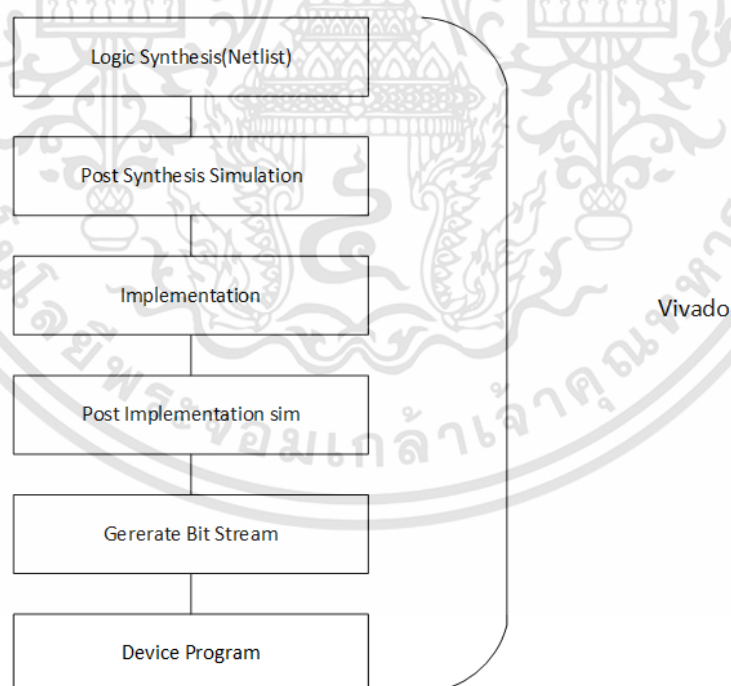 Logic Synthesis(Netlist)
Post Synthesis Simulation
Implementation
Vivado
Post Implementation sim
Gererate Bit Stream
Device Program